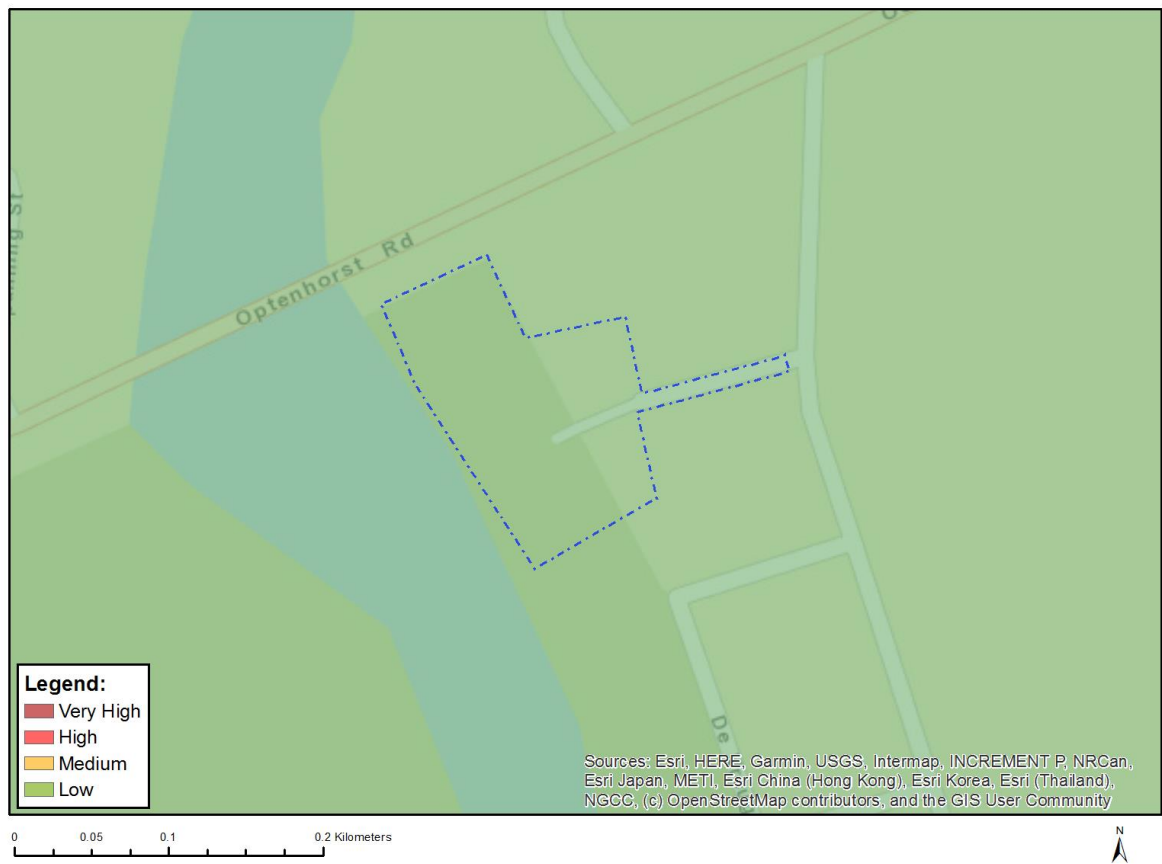 Optenhorst Rd
De
Legend:
Very High
High
Medium
Low
Sources: Esri, HERE, Garmin, USGS, Intermap, INCREMENT P, NRCan,
Esri Japan, METI, Esri China (Hong Kong), Esri Korea, Esri (Thailand),
NGCC, (c) OpenStreetMap contributors, and the GIS User Community
0 0.05 0.1 0.2 Kilometers
N